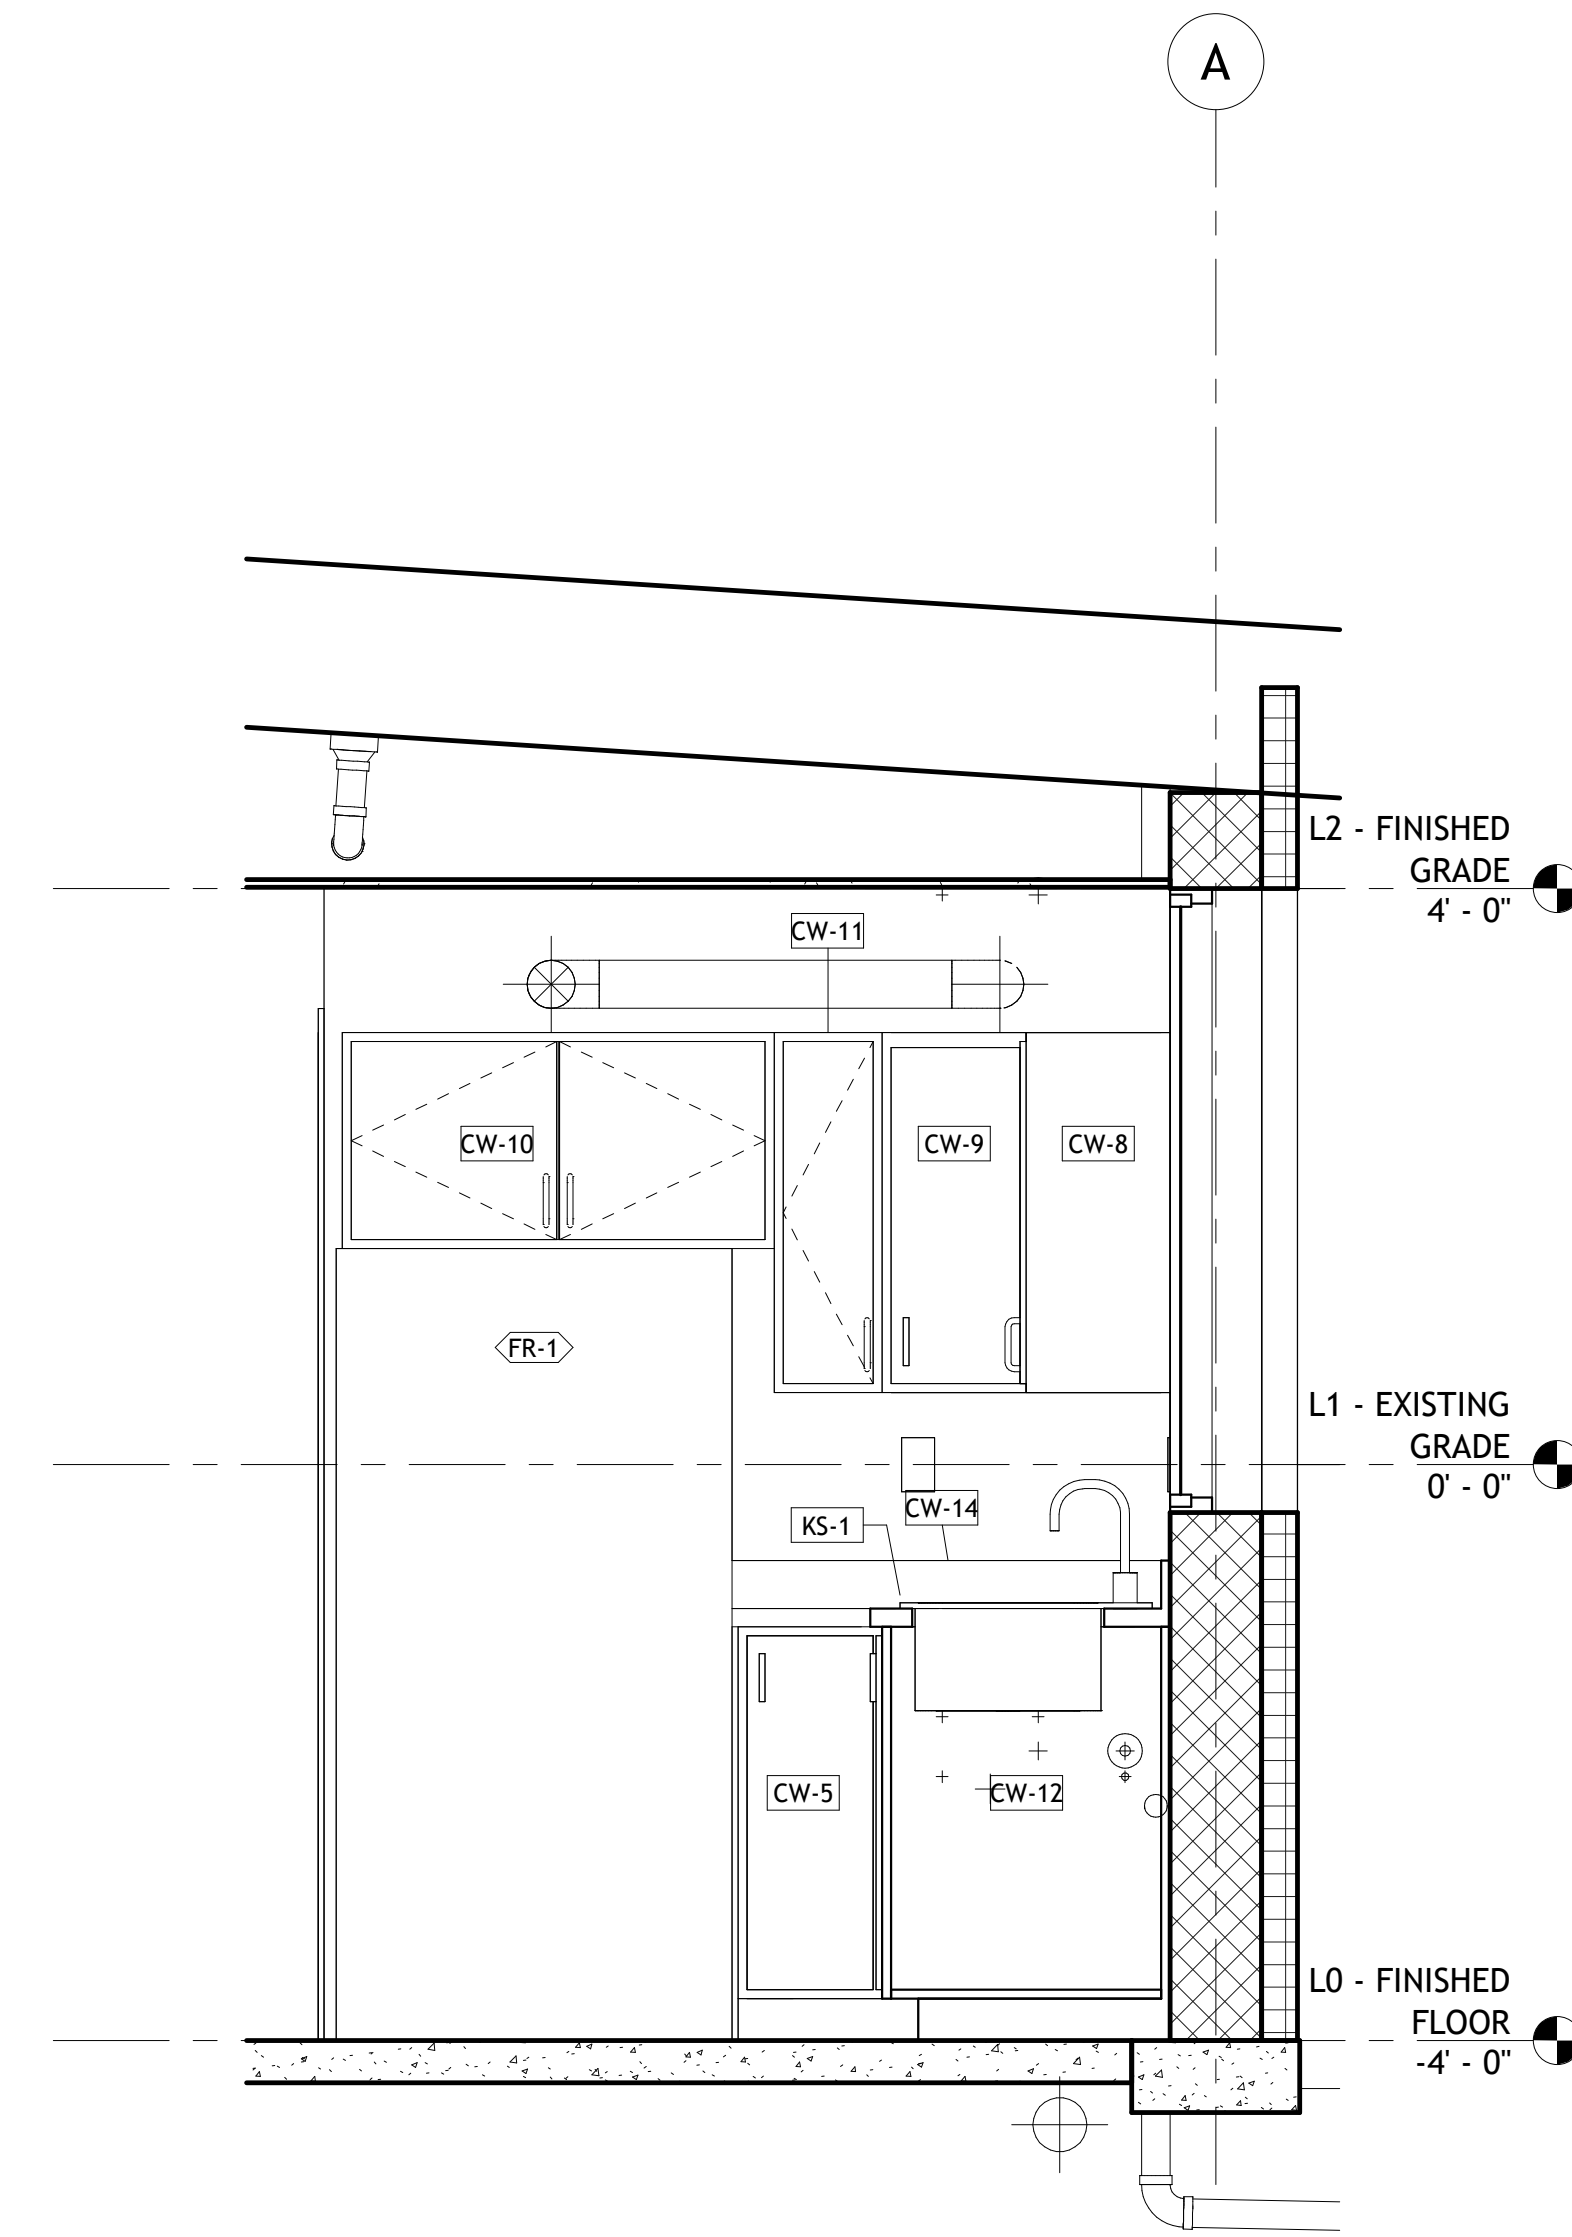 A
L2 - FINISHED
GRADE
4' - 0"
CW-11
CW-10
CW-9
CW-8
FR-1
L1 - EXISTING
GRADE
0' - 0"
CW-14
KS-1
CW-5
CW-12
L0 - FINISHED
FLOOR
-4' - 0"